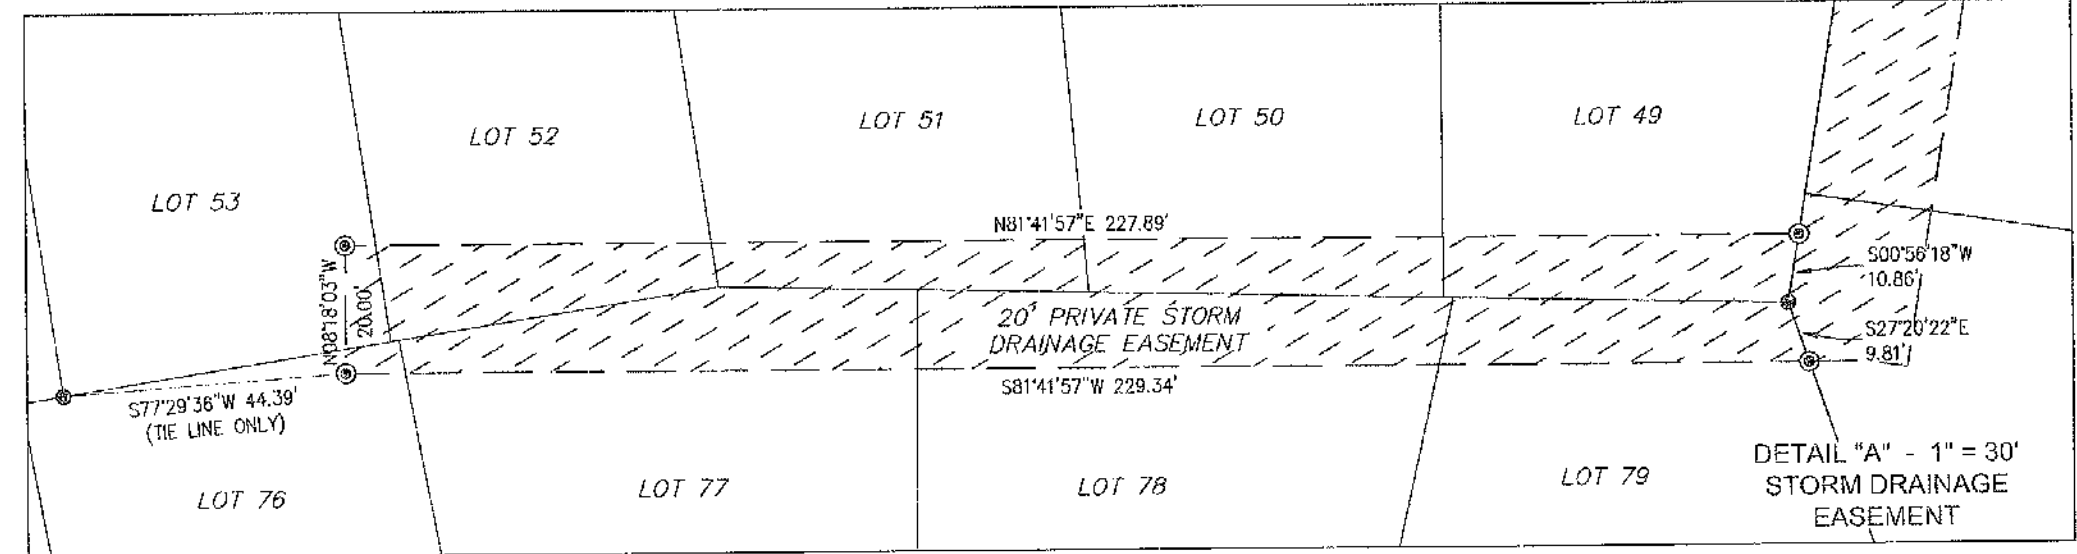 LOT 53
LOT 52
LOT 51
LOT 50
LOT 49
N81°41'57"E 227.89'
N08°18'03"W
20.00'
S00°56'18"W
10.86'
20' PRIVATE STORM
DRAINAGE EASEMENT
S27°20'22"E
9.81'
S81°41'57"W 229.34'
S77°29'36"W 44.39'
(TIE LINE ONLY)
LOT 76
LOT 77
LOT 78
LOT 79
DETAIL "A" - 1" = 30'
STORM DRAINAGE
EASEMENT